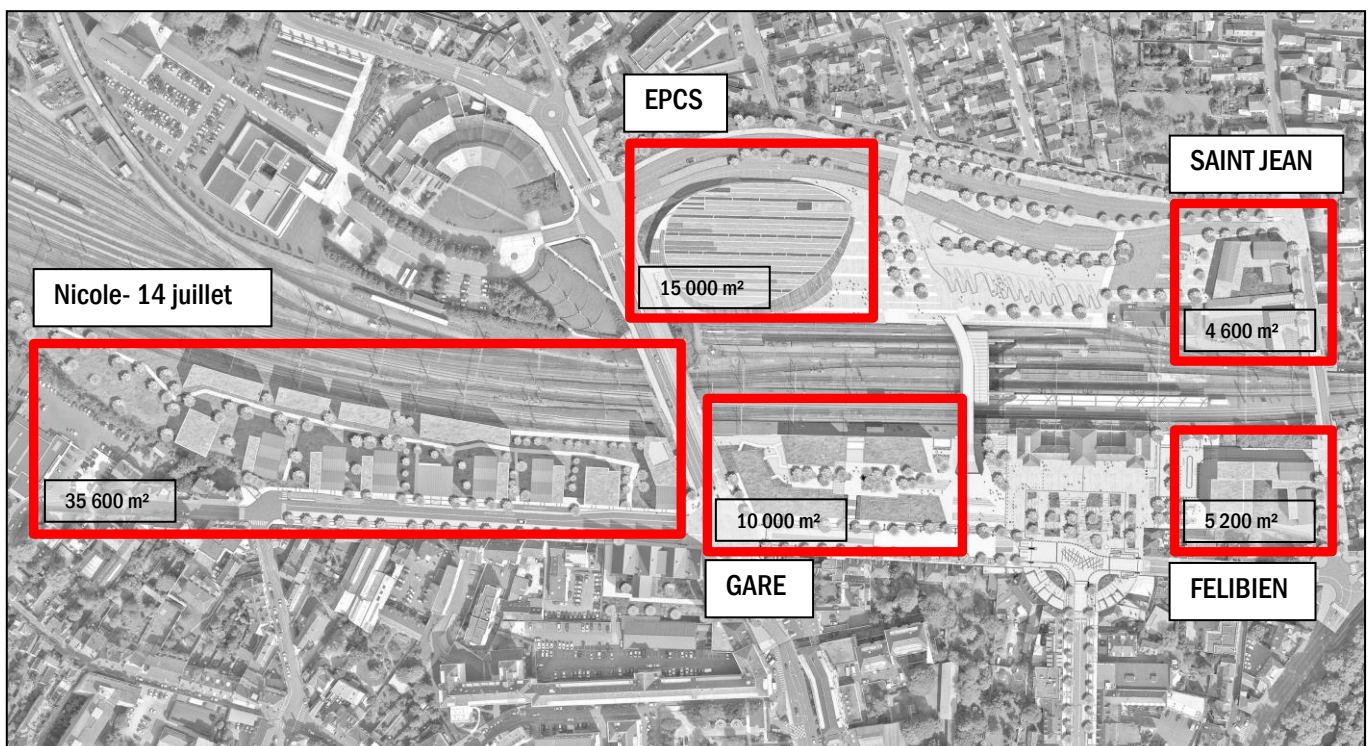 EPCS
SAINT JEAN
15 000 m²
Nicole- 14 juillet
4 600 m²
35 600 m²
10 000 m²
5 200 m²
GARE
FELIBIEN